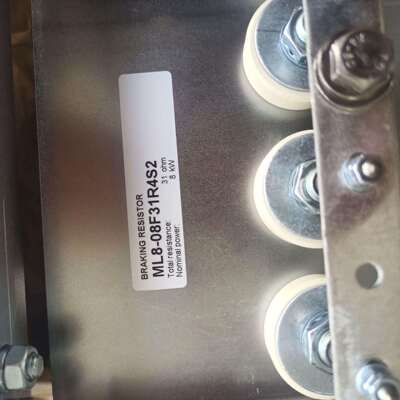 BRAKING RESISTOR
ML8-08F31R4S2
Total resistance: 31 ohm
Nominal power: 8 kW